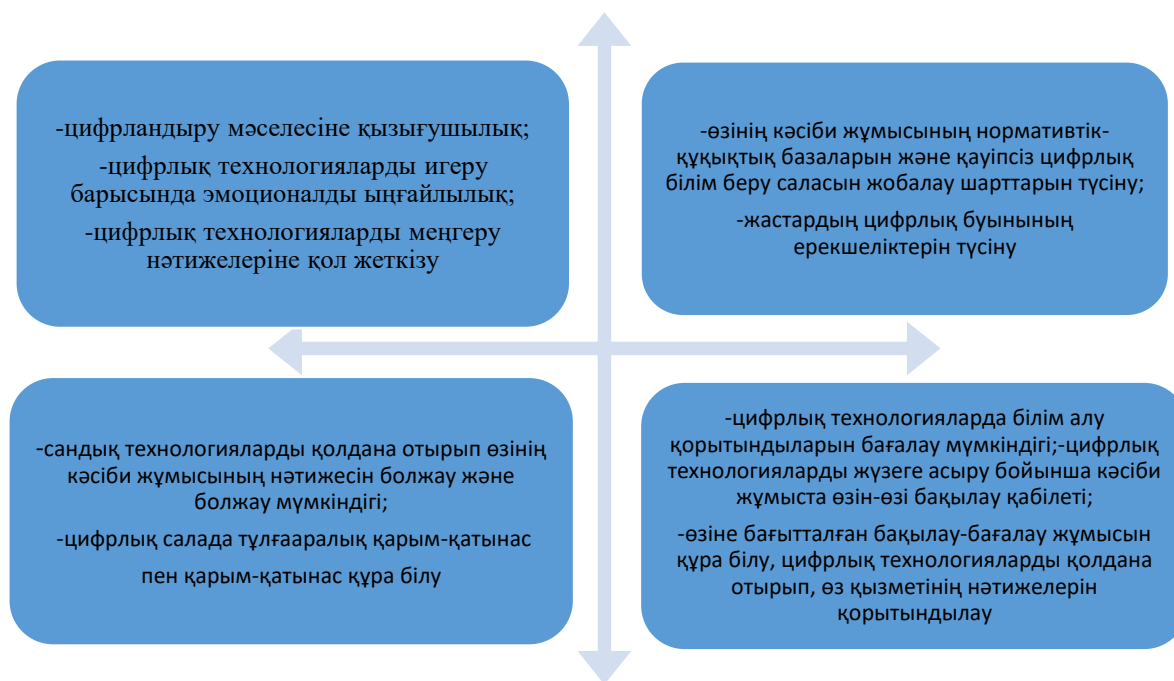 -цифрландыру мәселесіне қызығушылық;
-цифрлық технологияларды игеру
барысында эмоционалды ыңғайлылық;
-цифрлық технологияларды меңгеру
нәтижелеріне қол жеткізу
-өзінің кәсіби жұмысының нормативтік-
құқықтық базаларын және қауіпсіз цифрлық
білім беру саласын жобалау шарттарын түсіну;
-жастардың цифрлық буынының
ерекшеліктерін түсіну
-сандық технологияларды қолдана отырып өзінің
кәсіби жұмысының нәтижесін болжау және
болжау мүмкіндігі;
-цифрлық салада тұлғааралық қарым-қатынас
пен қарым-қатынас құра білу
-цифрлық технологияларда білім алу
қорытындыларын бағалау мүмкіндігі;-цифрлық
технологияларды жүзеге асыру бойынша кәсіби
жұмыста өзін-өзі бақылау қабілеті;
-өзіне бағытталған бақылау-бағалау жұмысын
құра білу, цифрлық технологияларды қолдана
отырып, өз қызметінің нәтижелерін
қорытындылау